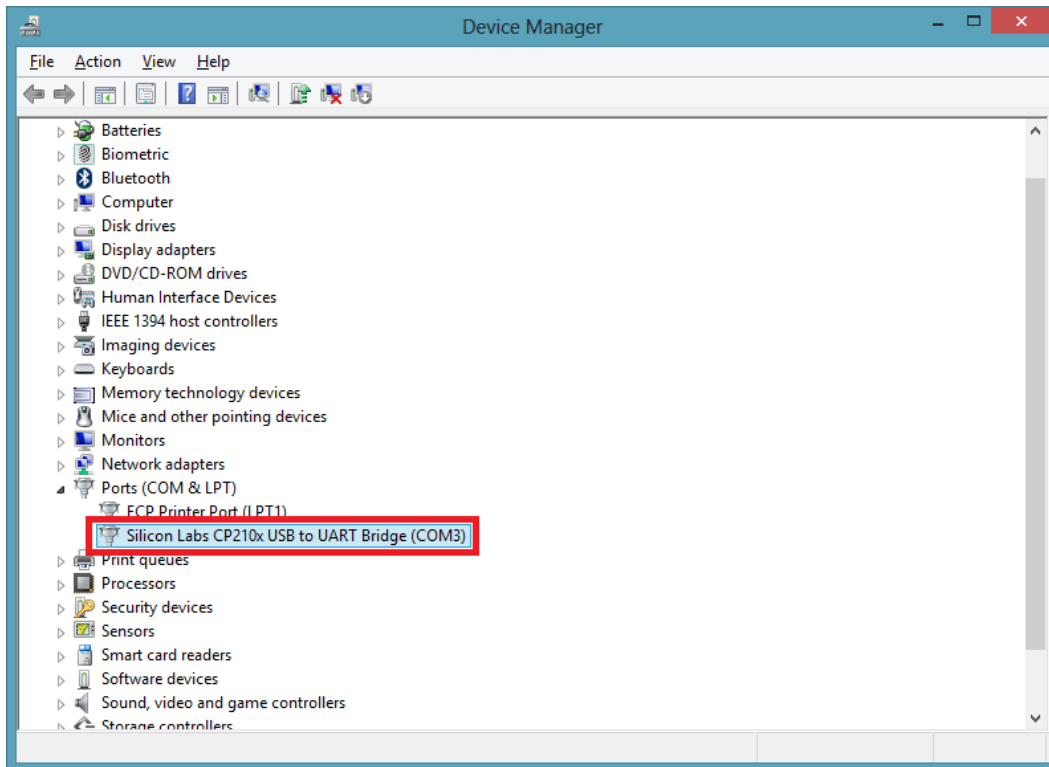 Device Manager
File Action View Help
Batteries
Biometric
Bluetooth
Computer
Disk drives
Display adapters
DVD/CD-ROM drives
Human Interface Devices
IEEE 1394 host controllers
Imaging devices
Keyboards
Memory technology devices
Mice and other pointing devices
Monitors
Network adapters
Ports (COM & LPT)
ECP Printer Port (LPT1)
Silicon Labs CP210x USB to UART Bridge (COM3)
Print queues
Processors
Security devices
Sensors
Smart card readers
Software devices
Sound, video and game controllers
Storage controllers